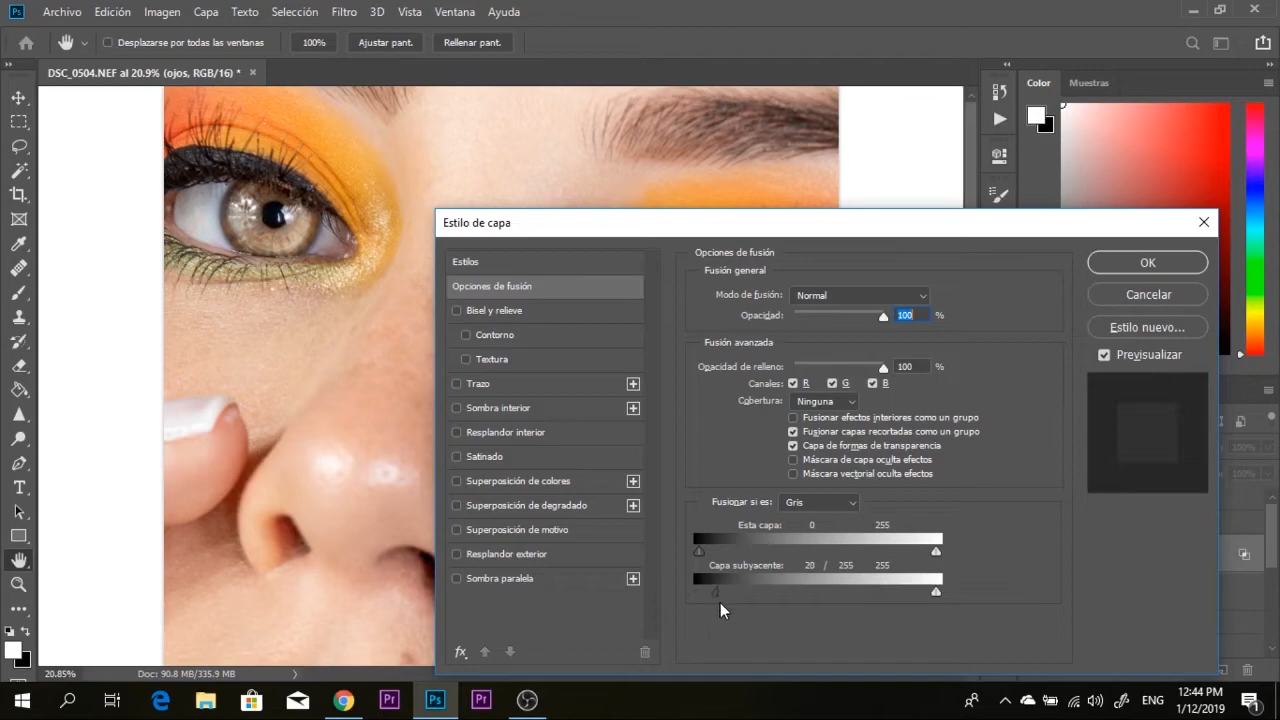 Ps Archivo Edición Imagen Capa Texto Selección Filtro 3D Vista Ventana Ayuda
Desplazarse por todas las ventanas 100% Ajustar pant. Rellenar pant.
DSC_0504.NEF al 20.9% (ojos, RGB/16) * ×
Color Muestras
Estilo de capa
Estilos
Opciones de fusión
Bisel y relieve
Contorno
Textura
Trazo
Sombra interior
Resplandor interior
Satinado
Superposición de colores
Superposición de degradado
Superposición de motivo
Resplandor exterior
Sombra paralela
fx
Opciones de fusión
Fusión general
Modo de fusión: Normal
Opacidad: 100 %
Fusión avanzada
Opacidad de relleno: 100 %
Canales: R G B
Cobertura: Ninguna
Fusionar efectos interiores como un grupo
Fusionar capas recortadas como un grupo
Capa de formas de transparencia
Máscara de capa oculta efectos
Máscara vectorial oculta efectos
Fusionar si es: Gris
Esta capa: 0 255
Capa subyacente: 20 / 255 255
OK
Cancelar
Estilo nuevo...
Previsualizar
100%
100%
20.85% Doc: 90.8 MB/335.9 MB
Pr Ps Pr
ENG
12:44 PM
1/12/2019
1